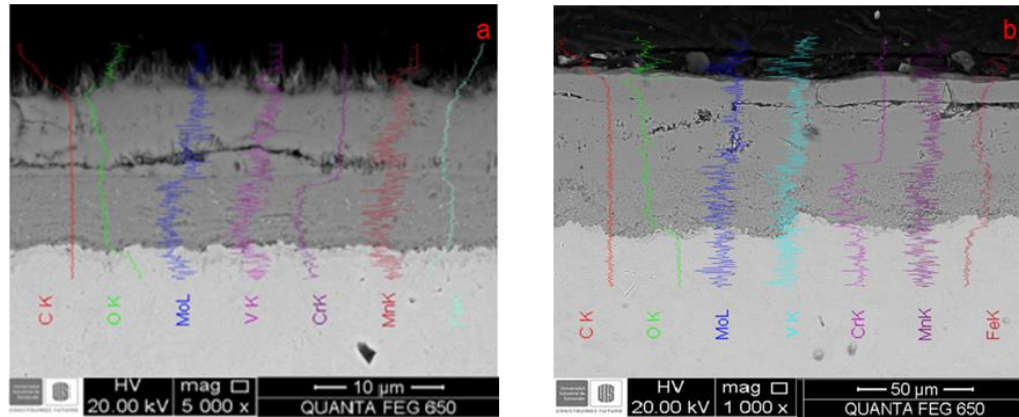 a
C K
O K
MoL
V K
CrK
MnK
HV
20.00 kV
mag
5 000 x
10 µm
QUANTA FEG 650
b
C K
O K
MoL
V K
CrK
MnK
FeK
HV
20.00 kV
mag
1 000 x
50 µm
QUANTA FEG 650